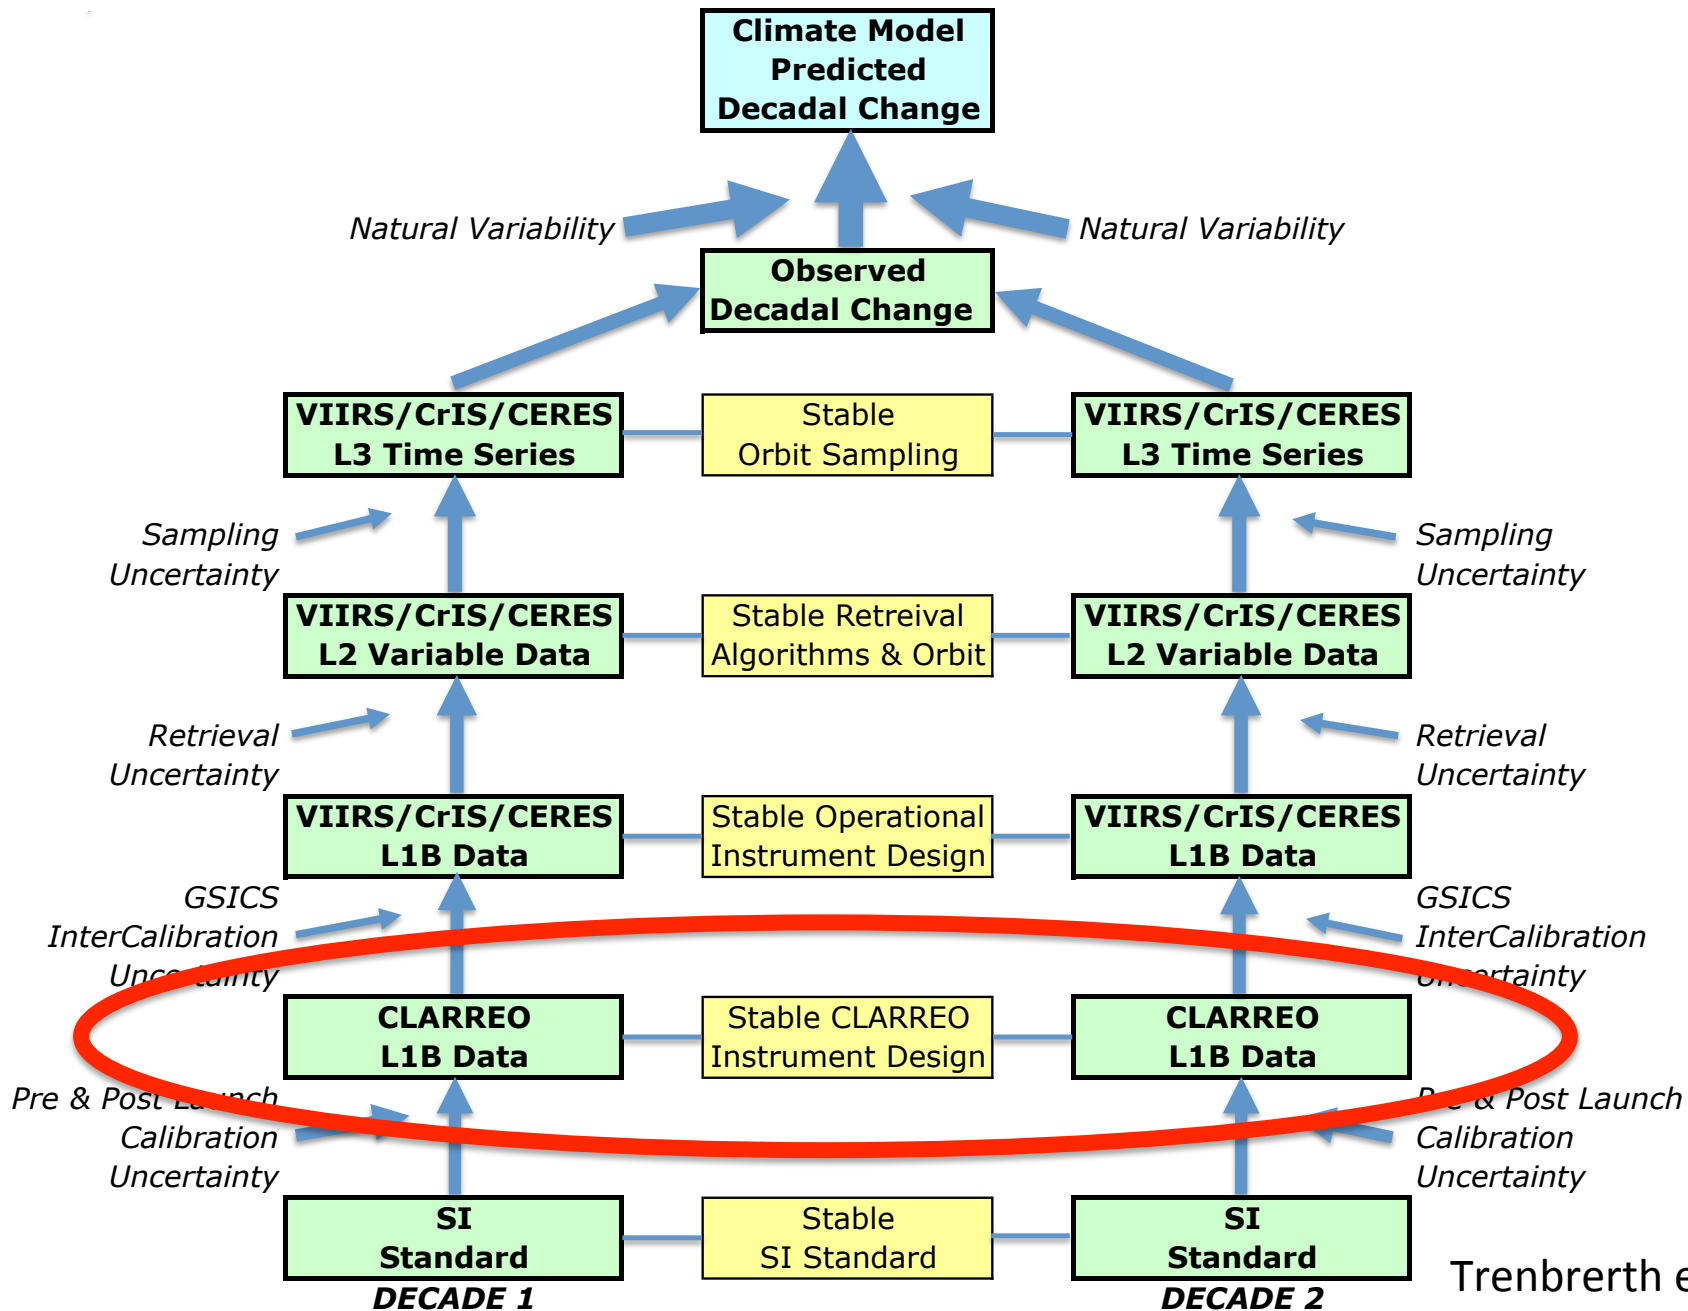 Climate Model
Predicted
Decadal Change
Natural Variability
Natural Variability
Observed
Decadal Change
VIIRS/CrIS/CERES
L3 Time Series
Stable
Orbit Sampling
VIIRS/CrIS/CERES
L3 Time Series
Sampling
Uncertainty
Sampling
Uncertainty
VIIRS/CrIS/CERES
L2 Variable Data
Stable Retreival
Algorithms & Orbit
VIIRS/CrIS/CERES
L2 Variable Data
Retrieval
Uncertainty
Retrieval
Uncertainty
VIIRS/CrIS/CERES
L1B Data
Stable Operational
Instrument Design
VIIRS/CrIS/CERES
L1B Data
GSICS
InterCalibration
Uncertainty
GSICS
InterCalibration
Uncertainty
CLARREO
L1B Data
Stable CLARREO
Instrument Design
CLARREO
L1B Data
Pre & Post Launch
Calibration
Uncertainty
Pre & Post Launch
Calibration
Uncertainty
SI
Standard
Stable
SI Standard
SI
Standard
DECADE 1
DECADE 2
Trenbrerth e